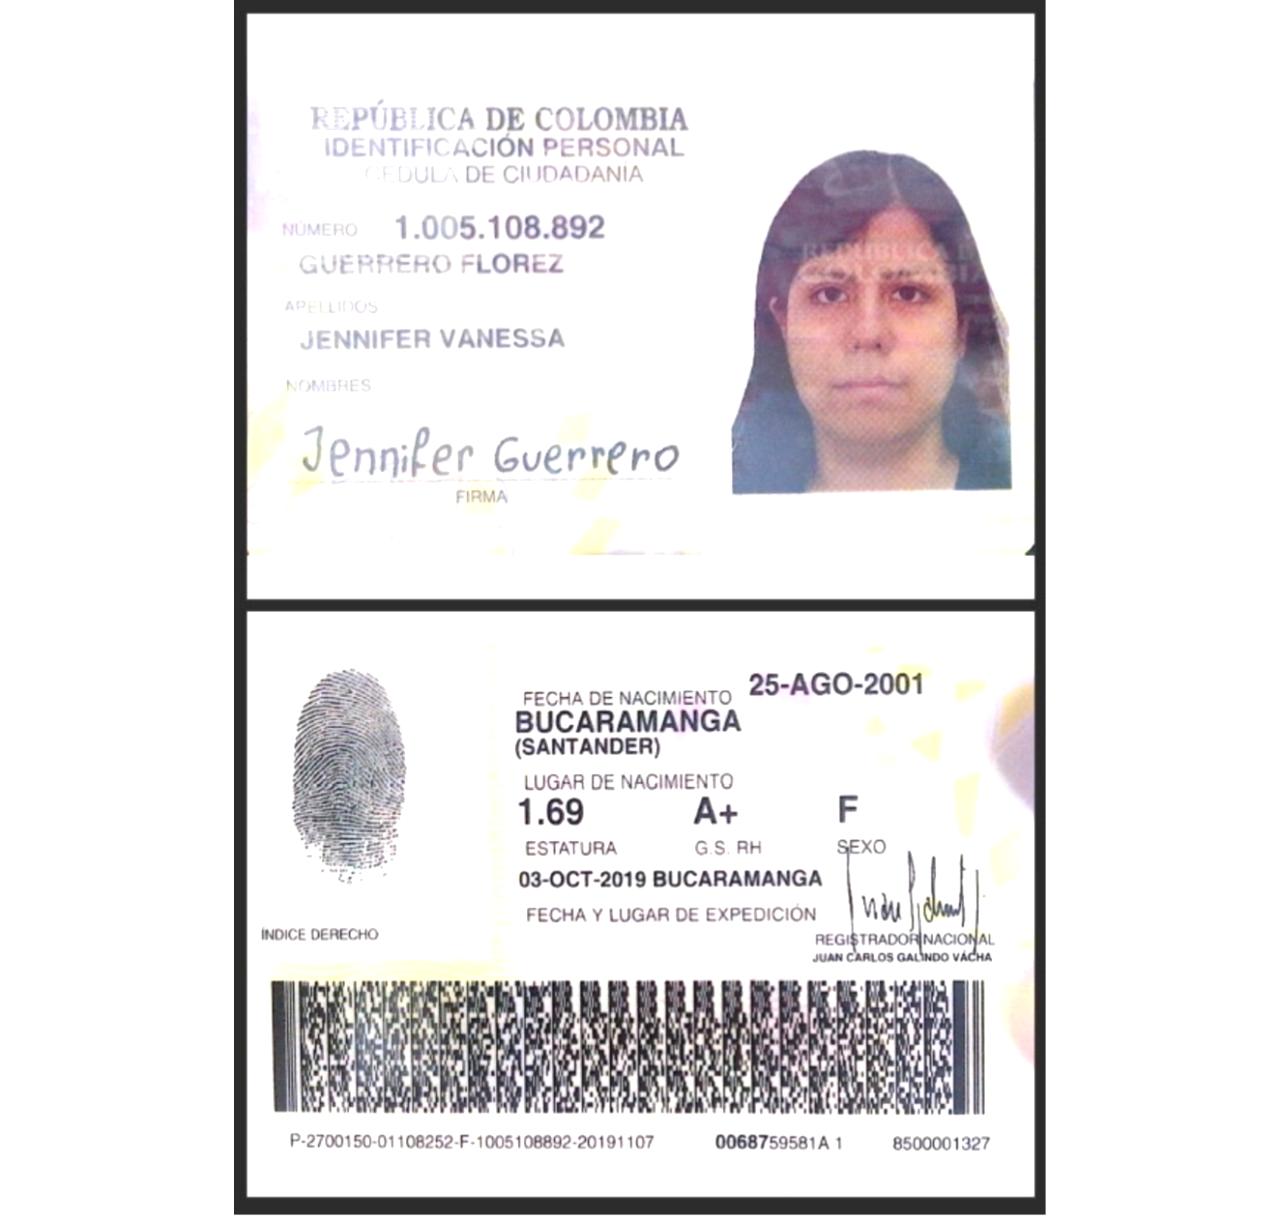 REPÚBLICA DE COLOMBIA
IDENTIFICACIÓN PERSONAL
CEDULA DE CIUDADANIA
NÚMERO 1.005.108.892
GUERRERO FLOREZ
APELLIDOS
JENNIFER VANESSA
NOMBRES
Jennifer Guerrero
FIRMA
REPÚBLICA DE
COLOMBIA
FECHA DE NACIMIENTO 25-AGO-2001
BUCARAMANGA
(SANTANDER)
LUGAR DE NACIMIENTO
1.69 A+ F
ESTATURA G.S. RH SEXO
03-OCT-2019 BUCARAMANGA
FECHA Y LUGAR DE EXPEDICIÓN
ÍNDICE DERECHO
REGISTRADOR NACIONAL
JUAN CARLOS GALINDO VÁCHA
P-2700150-01108252-F-1005108892-20191107 0068759581A 1 8500001327